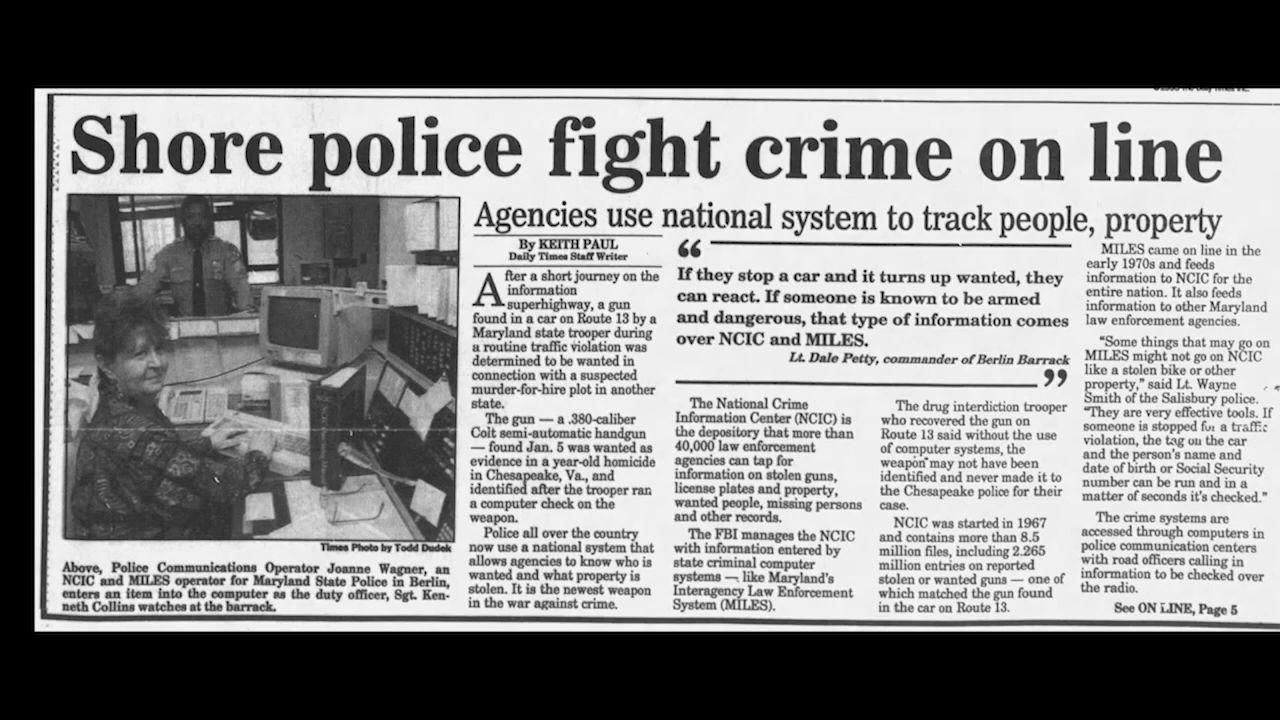 Shore police fight crime on line
Agencies use national system to track people, property
Times Photo by Todd Dudek
Above, Police Communications Operator Joanne Wagner, an
NCIC and MILES operator for Maryland State Police in Berlin,
enters an item into the computer as the duty officer, Sgt. Ken-
neth Collins watches at the barrack.
By KEITH PAUL
Daily Times Staff Writer
After a short journey on the
information
superhighway, a gun
found in a car on Route 13 by a
Maryland state trooper during
a routine traffic violation was
determined to be wanted in
connection with a suspected
murder-for-hire plot in another
state.
The gun — a .380-caliber
Colt semi-automatic handgun
— found Jan. 5 was wanted as
evidence in a year-old homicide
in Chesapeake, Va., and
identified after the trooper ran
a computer check on the
weapon.
Police all over the country
now use a national system that
allows agencies to know who is
wanted and what property is
stolen. It is the newest weapon
in the war against crime.
“
If they stop a car and it turns up wanted, they
can react. If someone is known to be armed
and dangerous, that type of information comes
over NCIC and MILES.
Lt. Dale Petty, commander of Berlin Barrack
”
The National Crime
Information Center (NCIC) is
the depository that more than
40,000 law enforcement
agencies can tap for
information on stolen guns,
license plates and property,
wanted people, missing persons
and other records.
The FBI manages the NCIC
with information entered by
state criminal computer
systems — like Maryland's
Interagency Law Enforcement
System (MILES).
The drug interdiction trooper
who recovered the gun on
Route 13 said without the use
of computer systems, the
weapon may not have been
identified and never made it to
the Chesapeake police for their
case.
NCIC was started in 1967
and contains more than 8.5
million files, including 2.265
million entries on reported
stolen or wanted guns — one of
which matched the gun found
in the car on Route 13.
MILES came on line in the
early 1970s and feeds
information to NCIC for the
entire nation. It also feeds
information to other Maryland
law enforcement agencies.
"Some things that may go on
MILES might not go on NCIC
like a stolen bike or other
property," said Lt. Wayne
Smith of the Salisbury police.
"They are very effective tools. If
someone is stopped for a traffic
violation, the tag on the car
and the person's name and
date of birth or Social Security
number can be run and in a
matter of seconds it's checked."
The crime systems are
accessed through computers in
police communication centers
with road officers calling in
information to be checked over
the radio.
See ON LINE, Page 5